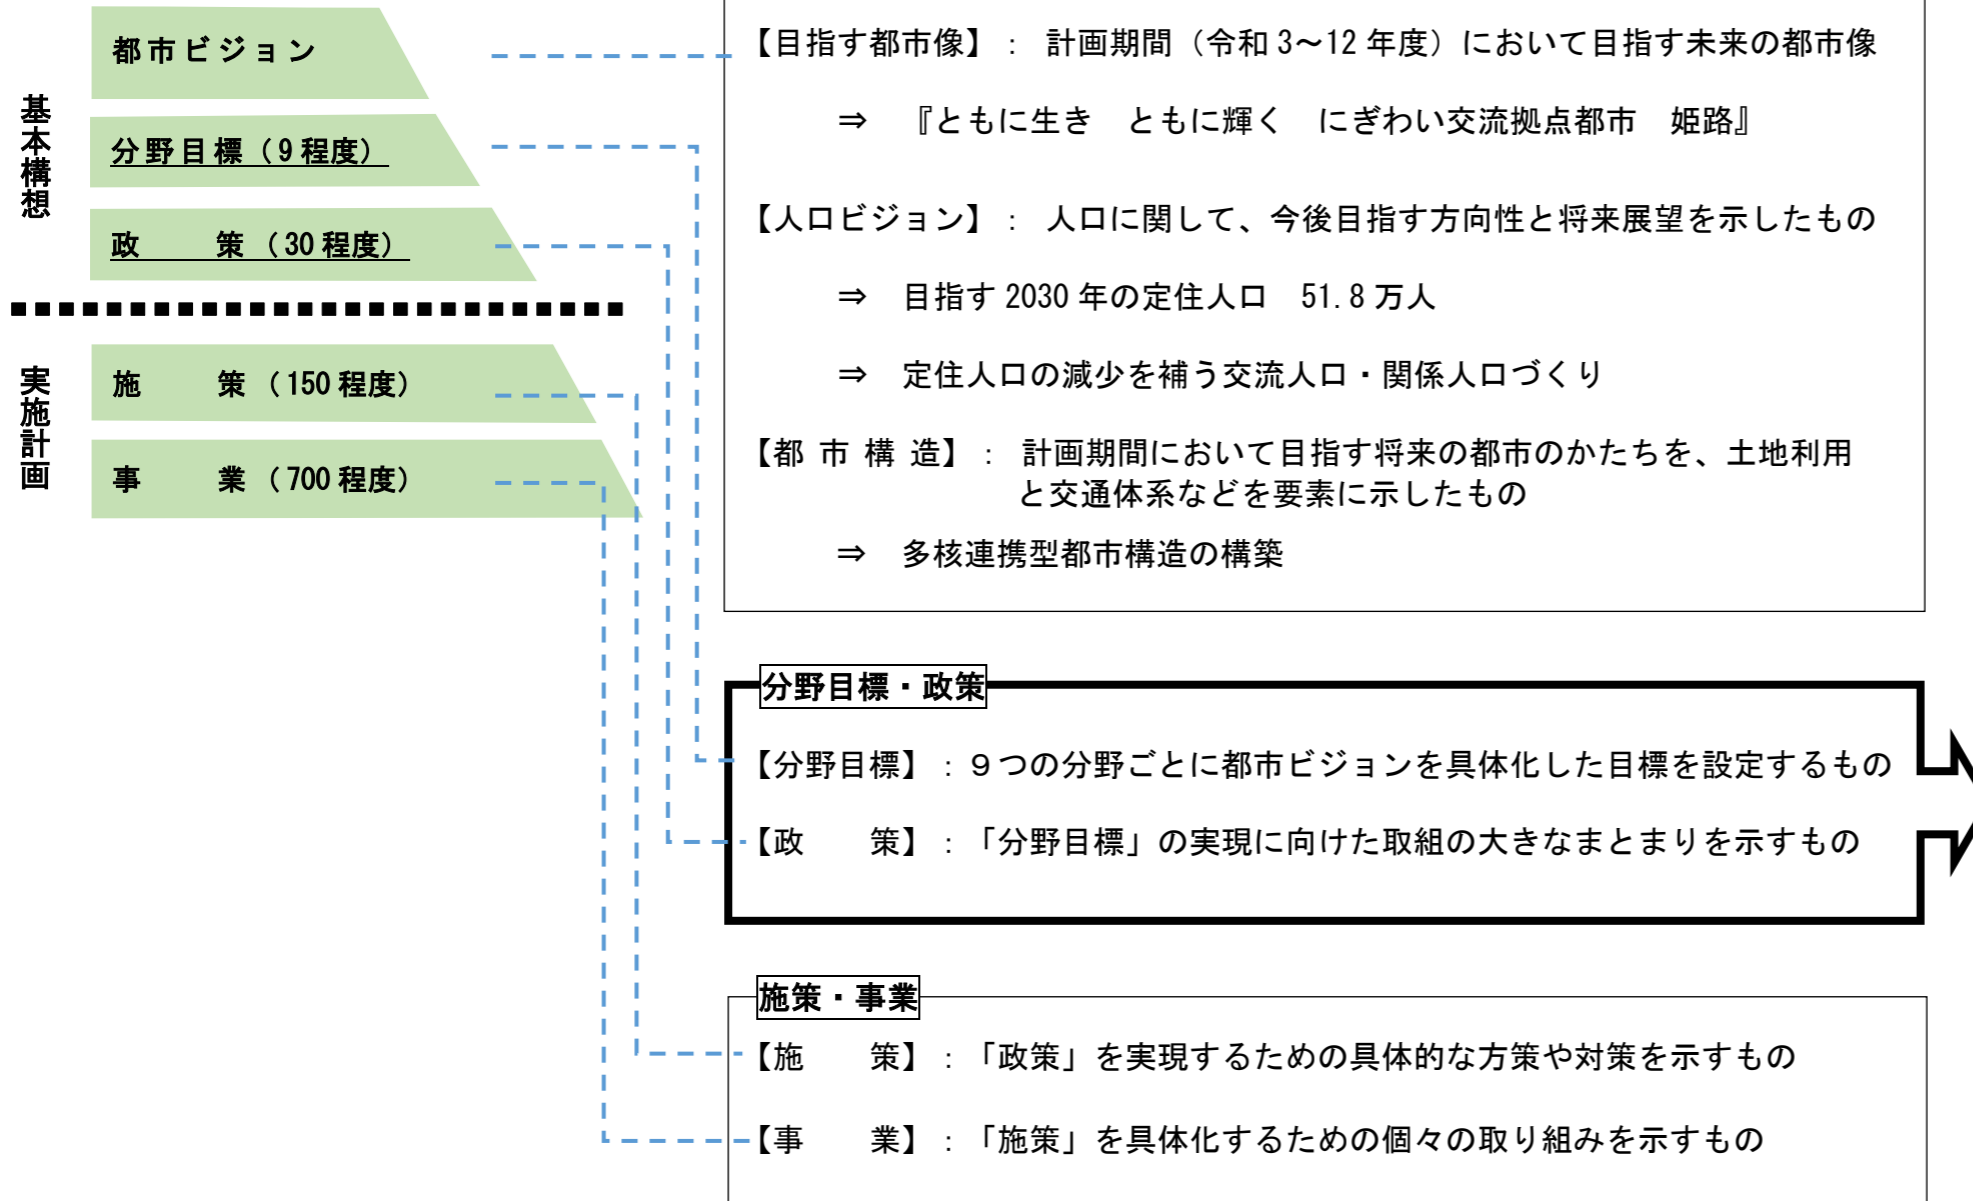 基本構想
都市ビジョン
分野目標（9 程度）
政　　策（30 程度）
実施計画
施　　策（150 程度）
事　　業（700 程度）
【目指す都市像】： 計画期間（令和 3～12 年度）において目指す未来の都市像
⇒ 『ともに生き　ともに輝く　にぎわい交流拠点都市　姫路』
【人口ビジョン】： 人口に関して、今後目指す方向性と将来展望を示したもの
⇒ 目指す 2030 年の定住人口　51.8 万人
⇒ 定住人口の減少を補う交流人口・関係人口づくり
【都 市 構 造】： 計画期間において目指す将来の都市のかたちを、土地利用
と交通体系などを要素に示したもの
⇒ 多核連携型都市構造の構築
分野目標・政策
【分野目標】：９つの分野ごとに都市ビジョンを具体化した目標を設定するもの
【政　　策】：「分野目標」の実現に向けた取組の大きなまとまりを示すもの
施策・事業
【施　　策】：「政策」を実現するための具体的な方策や対策を示すもの
【事　　業】：「施策」を具体化するための個々の取り組みを示すもの